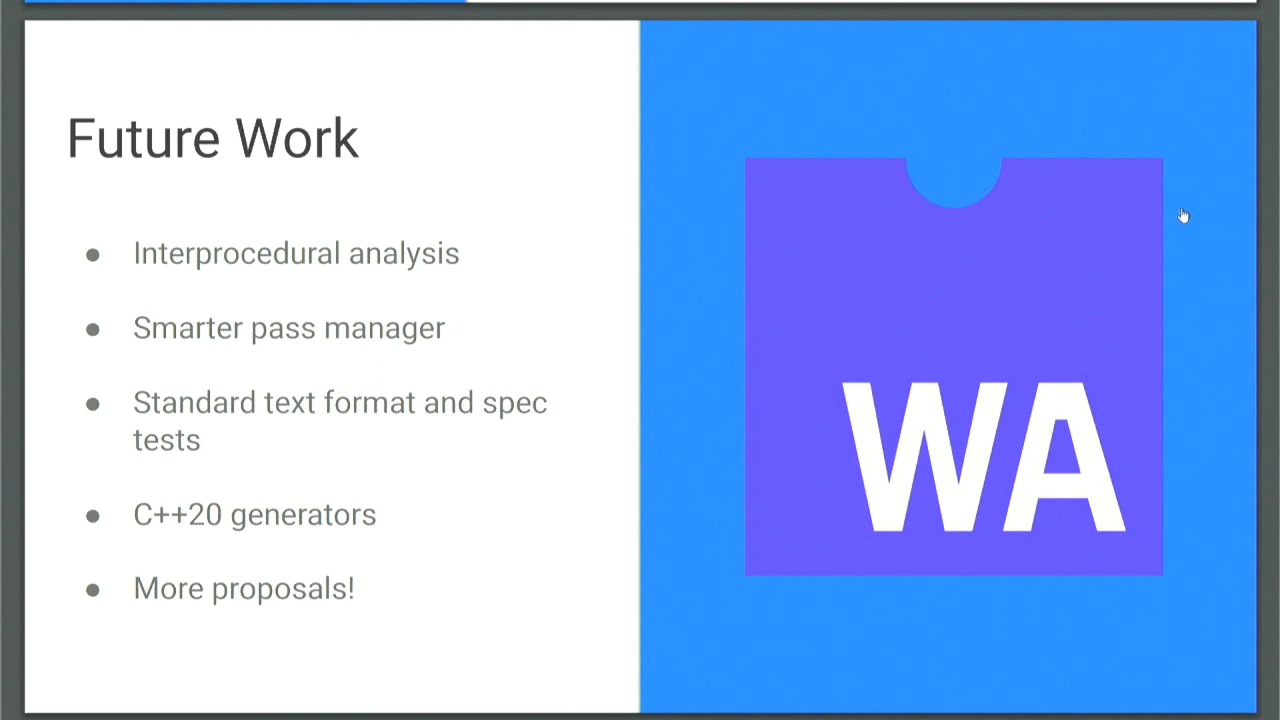 Future Work
● Interprocedural analysis
● Smarter pass manager
● Standard text format and spec
tests
● C++20 generators
● More proposals!
WA